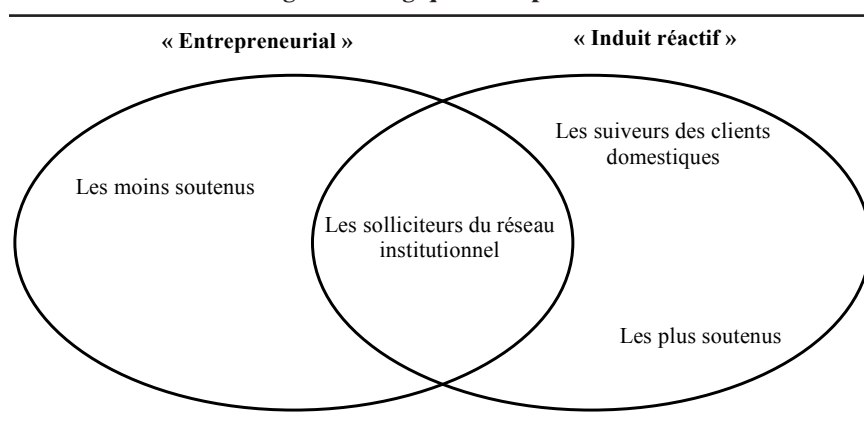 « Entrepreneurial »
« Induit réactif »
Les suiveurs des clients
domestiques
Les moins soutenus
Les solliciteurs du réseau
institutionnel
Les plus soutenus